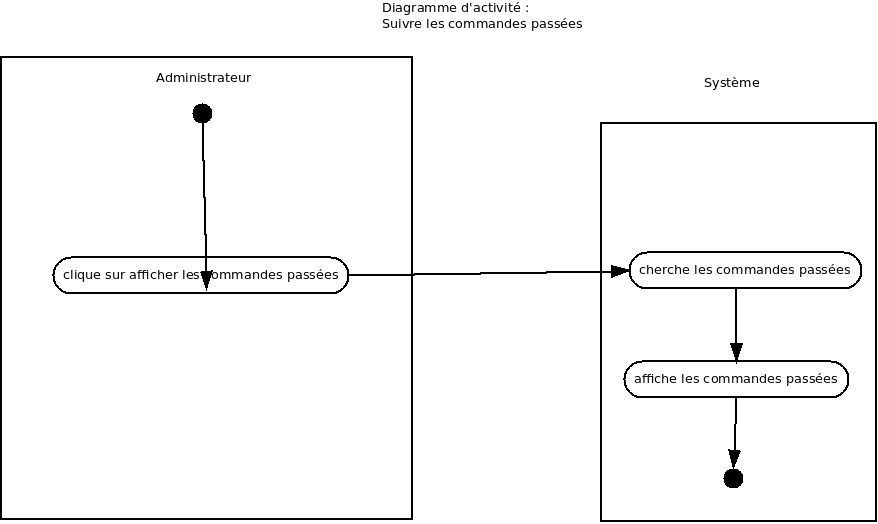 Diagramme d'activité :
Suivre les commandes passées
Administrateur
Système
clique sur afficher les commandes passées
cherche les commandes passées
affiche les commandes passées